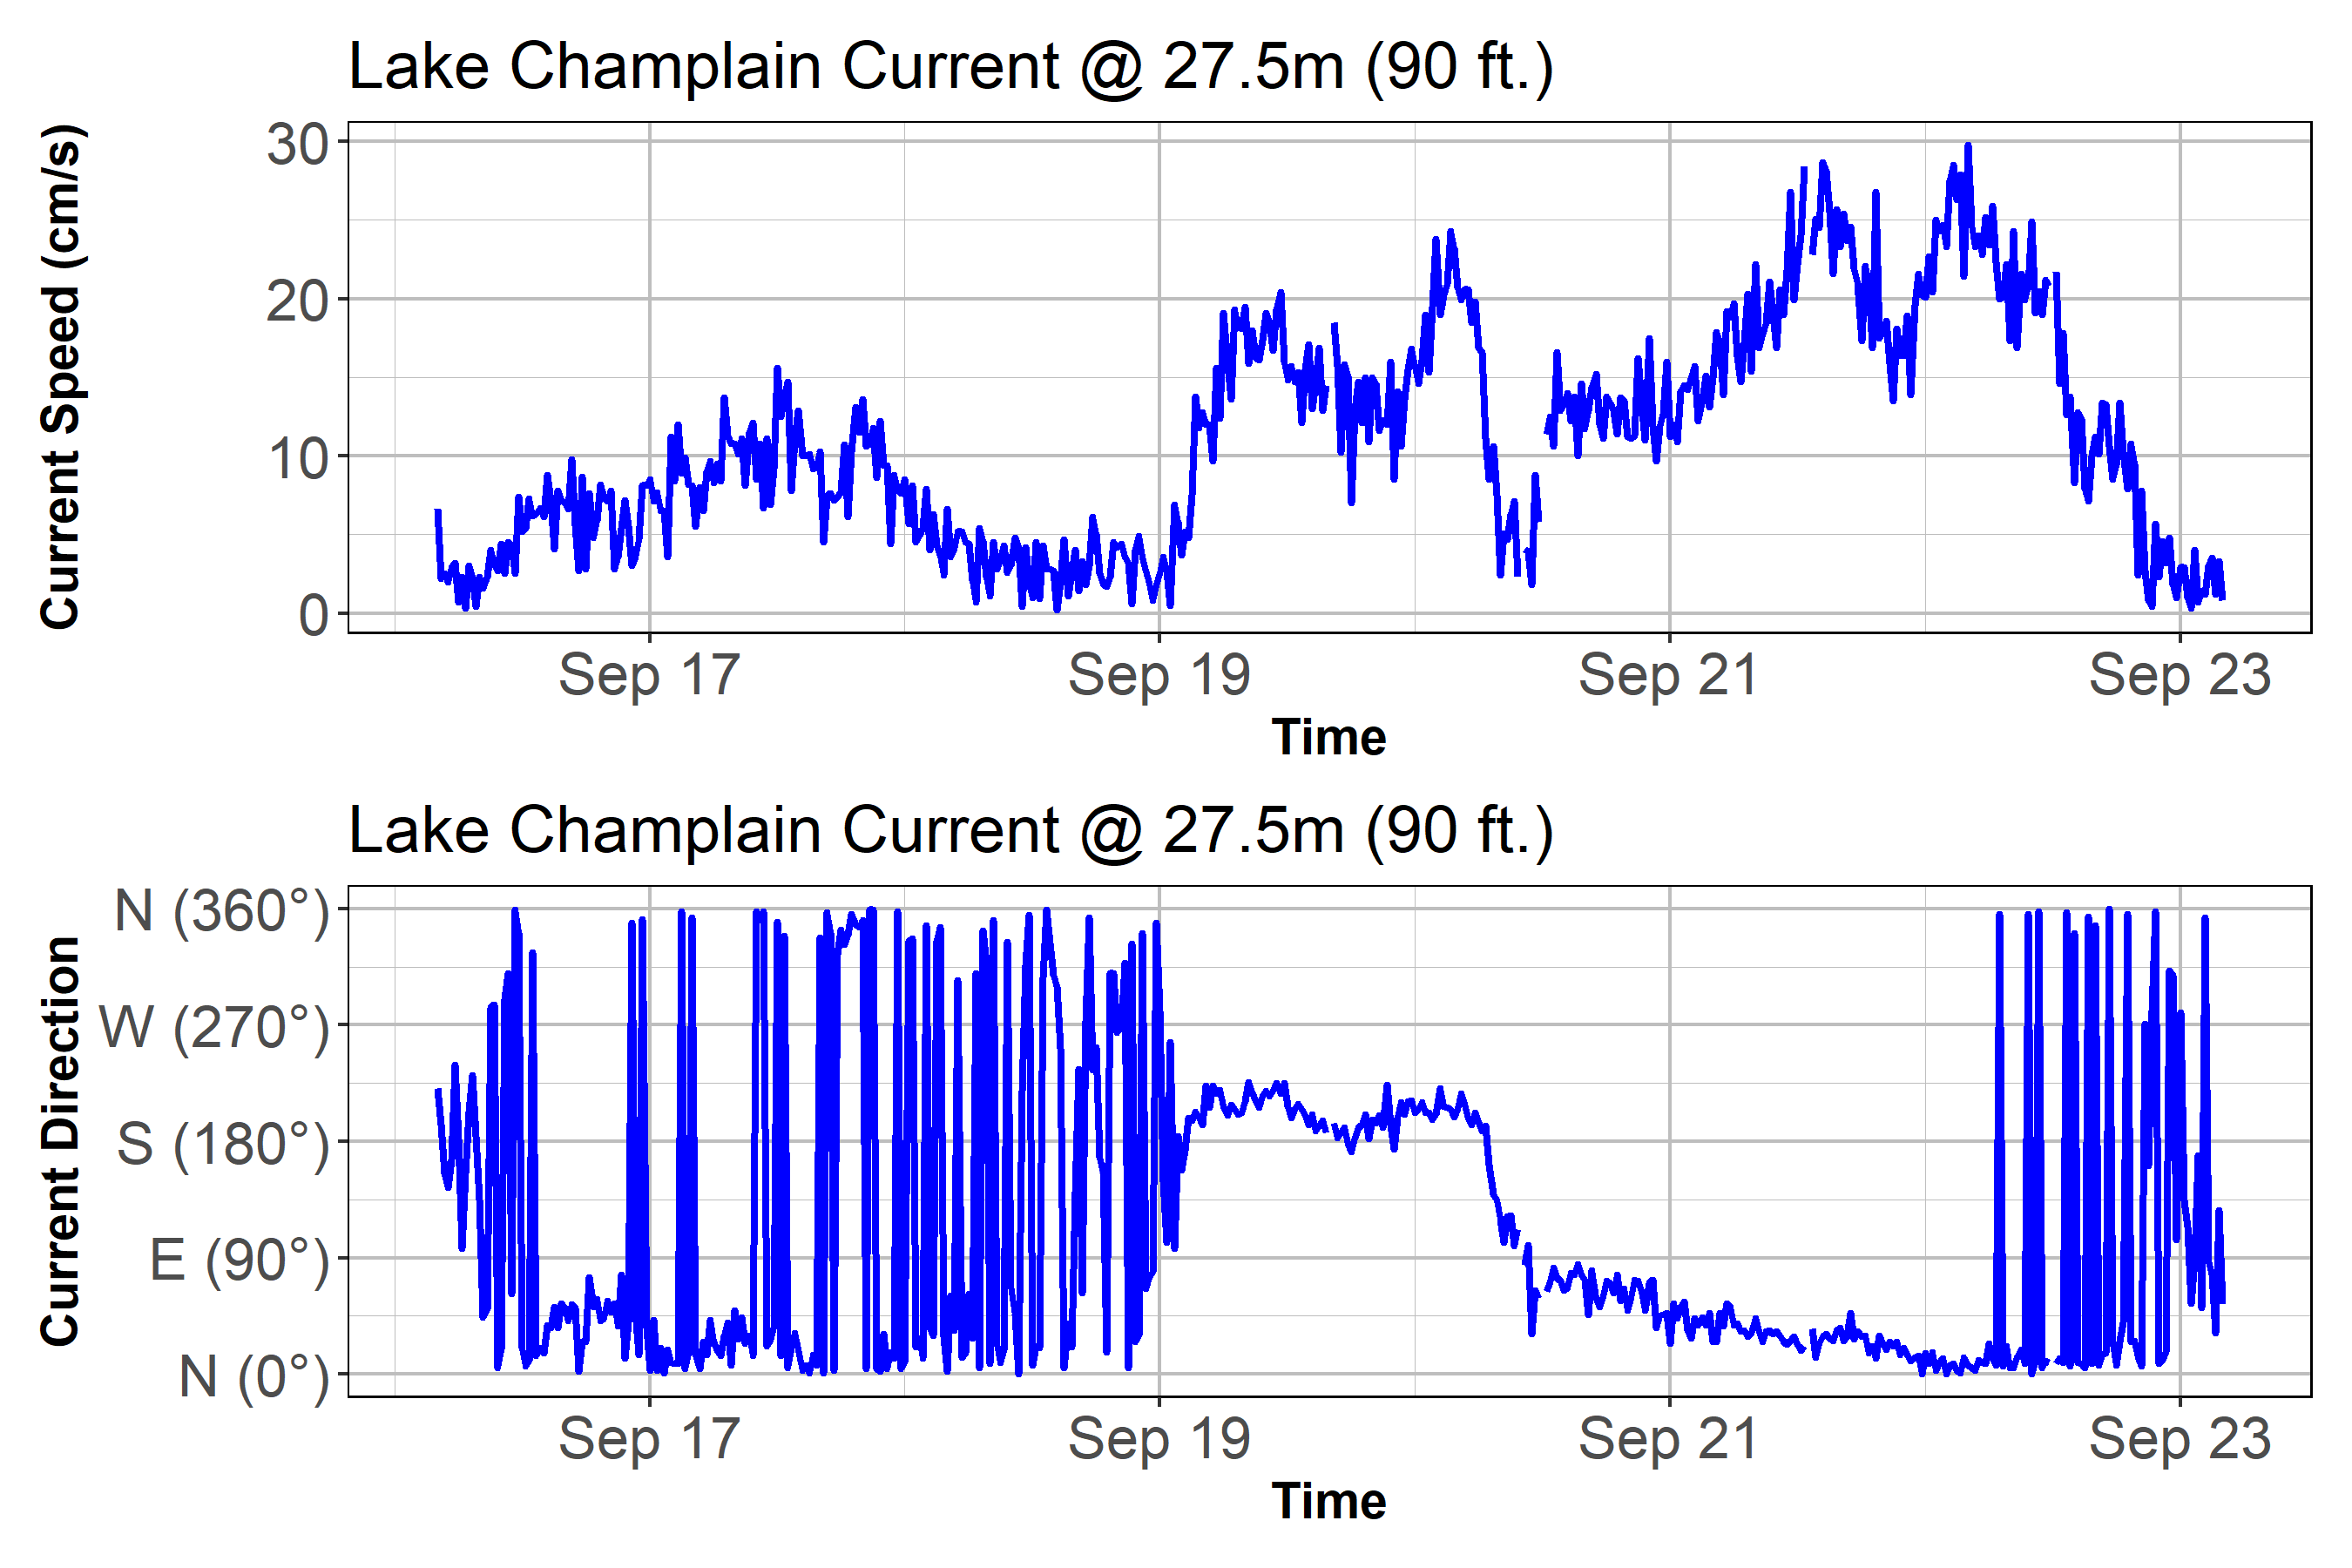 Lake Champlain Current @ 27.5m (90 ft.)
Current Speed (cm/s)
30
20
10
0
Sep 17 Sep 19 Sep 21 Sep 23
Time
Lake Champlain Current @ 27.5m (90 ft.)
Current Direction
N (360°)
W (270°)
S (180°)
E (90°)
N (0°)
Sep 17 Sep 19 Sep 21 Sep 23
Time